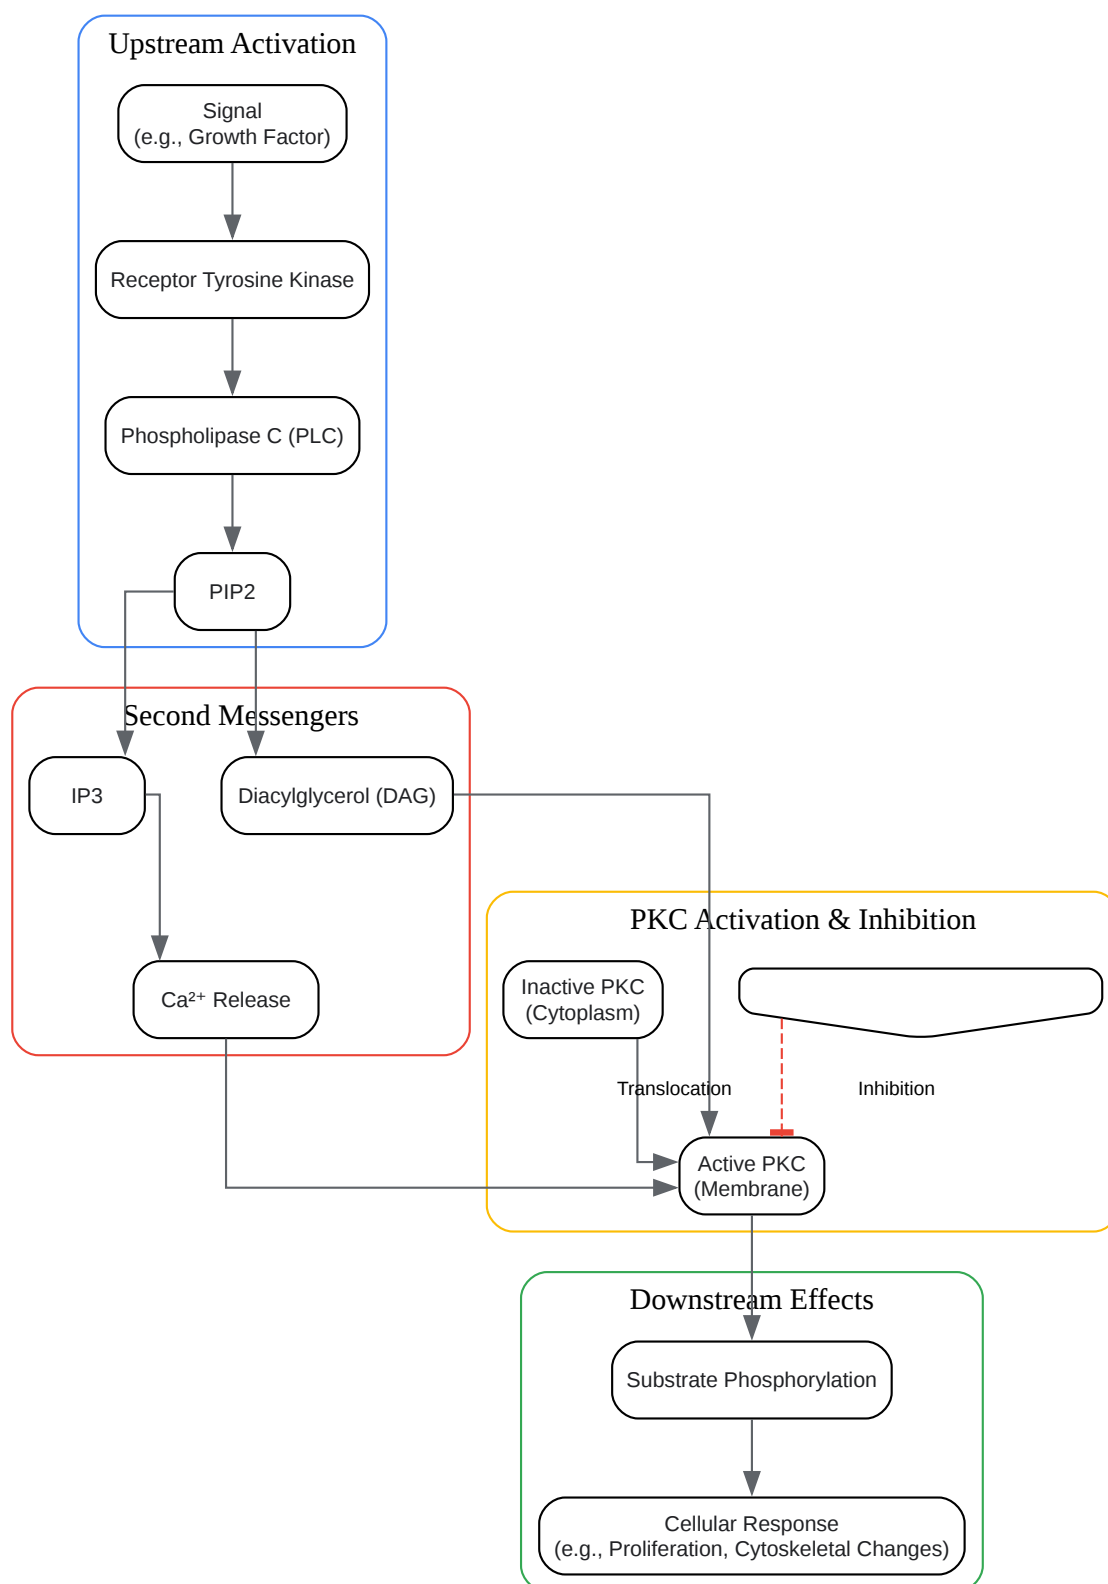 Upstream Activation
Signal
(e.g., Growth Factor)
Receptor Tyrosine Kinase
Phospholipase C (PLC)
PIP2
Second Messengers
IP3
Diacylglycerol (DAG)
Ca²⁺ Release
PKC Activation & Inhibition
Inactive PKC
(Cytoplasm)
Translocation
Inhibition
Active PKC
(Membrane)
Downstream Effects
Substrate Phosphorylation
Cellular Response
(e.g., Proliferation, Cytoskeletal Changes)